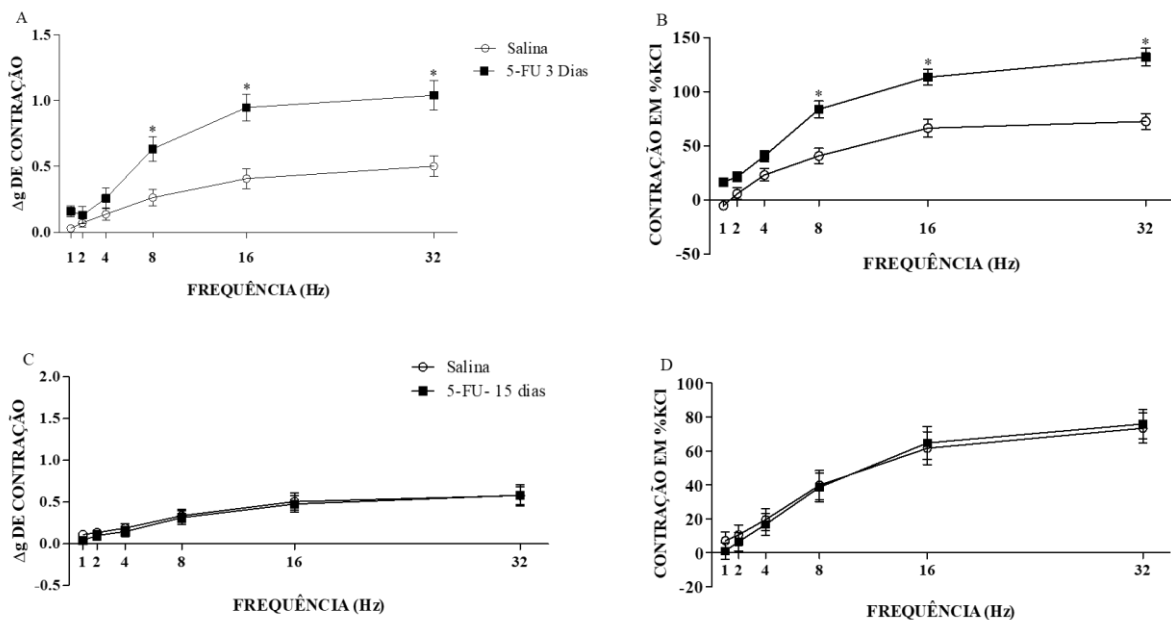 A
Δg DE CONTRAÇÃO
1.5
1.0
0.5
0.0
* * *
1 2 4 8 16 32
FREQUÊNCIA (Hz)
Salina
5-FU 3 Dias
B
CONTRAÇÃO EM %KCl
150
100
50
0
-50
* * *
1 2 4 8 16 32
FREQUÊNCIA (Hz)
C
Δg DE CONTRAÇÃO
2.0
1.5
1.0
0.5
0.0
-0.5
1 2 4 8 16 32
FREQUÊNCIA (Hz)
Salina
5-FU- 15 dias
D
CONTRAÇÃO EM %KCl
100
80
60
40
20
0
-20
1 2 4 8 16 32
FREQUÊNCIA (Hz)